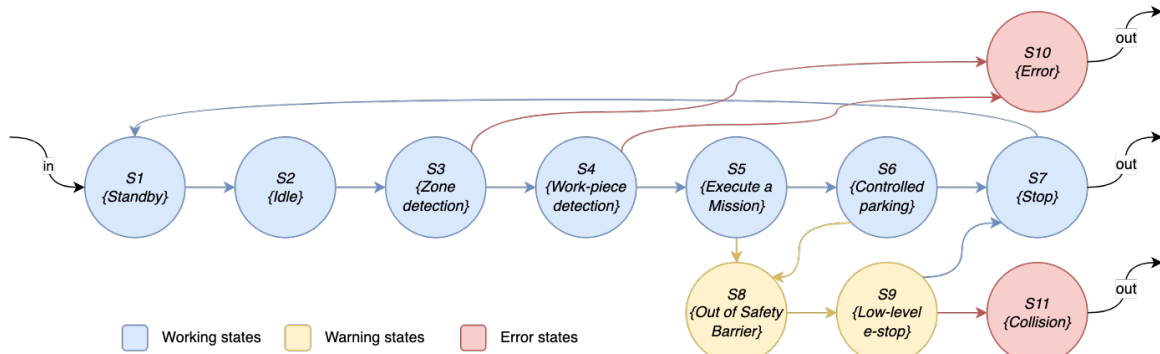 S10
{Error}
out
in
S1
{Standby}
S2
{Idle}
S3
{Zone
detection}
S4
{Work-piece
detection}
S5
{Execute a
Mission}
S6
{Controlled
parking}
S7
{Stop}
out
S8
{Out of Safety
Barrier}
S9
{Low-level
e-stop}
S11
{Collision}
out
Working states
Warning states
Error states